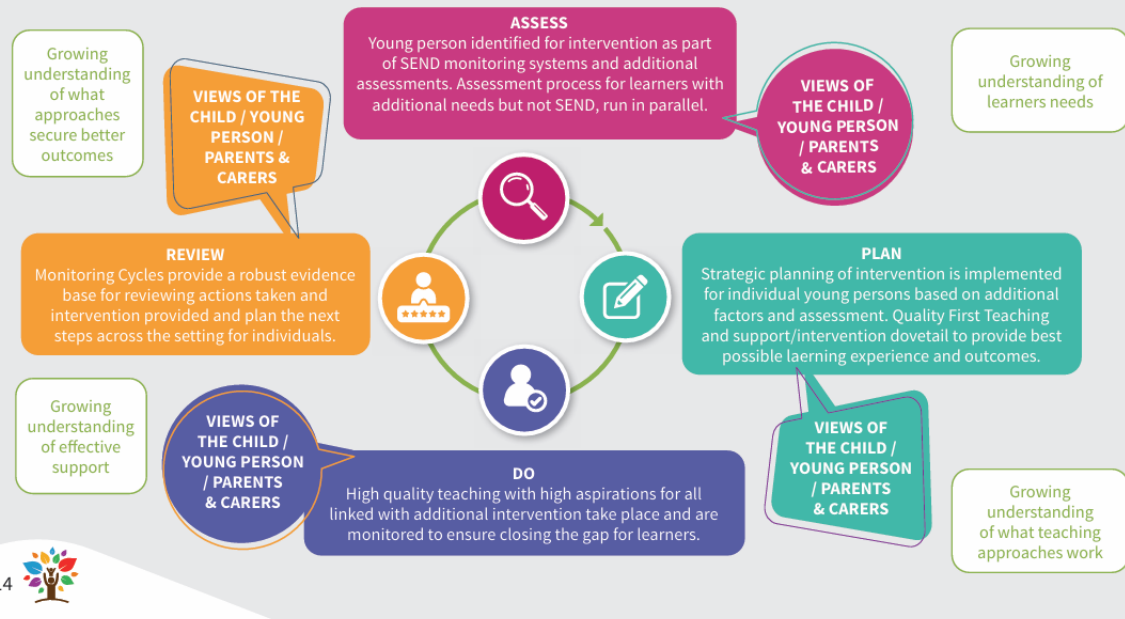 ASSESS
Young person identified for intervention as part
of SEND monitoring systems and additional
assessments. Assessment process for learners with
additional needs but not SEND, run in parallel.
Growing
understanding
of what
approaches
secure better
outcomes
VIEWS OF THE
CHILD / YOUNG
PERSON /
PARENTS &
CARERS
VIEWS OF
THE CHILD /
YOUNG PERSON
/ PARENTS
& CARERS
Growing
understanding of
learners needs
REVIEW
Monitoring Cycles provide a robust evidence
base for reviewing actions taken and
intervention provided and plan the next
steps across the setting for individuals.
PLAN
Strategic planning of intervention is implemented
for individual young persons based on additional
factors and assessment. Quality First Teaching
and support/intervention dovetail to provide best
possible laerning experience and outcomes.
Growing
understanding
of effective
support
VIEWS OF
THE CHILD /
YOUNG PERSON
/ PARENTS
& CARERS
DO
High quality teaching with high aspirations for all
linked with additional intervention take place and are
monitored to ensure closing the gap for learners.
VIEWS OF
THE CHILD /
YOUNG PERSON
/ PARENTS
& CARERS
Growing
understanding
of what teaching
approaches work